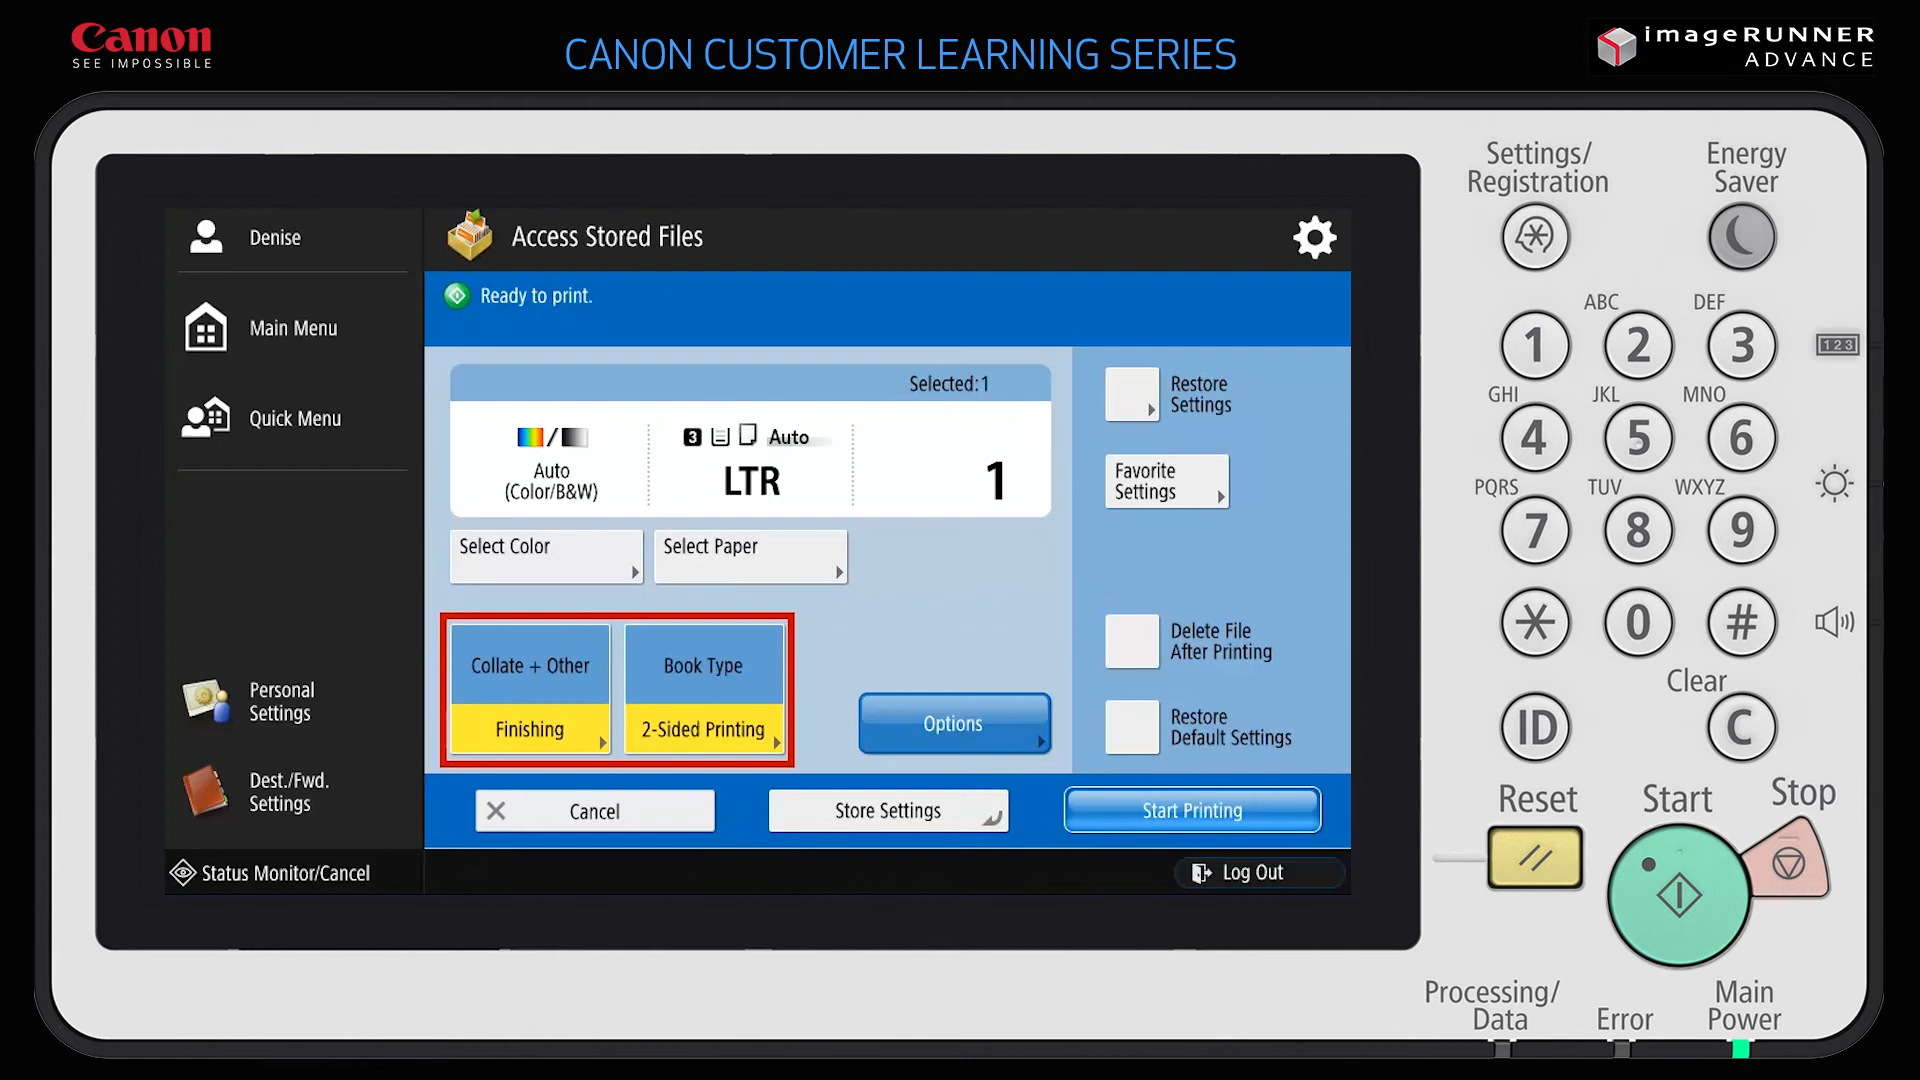 Canon
SEE IMPOSSIBLE
CANON CUSTOMER LEARNING SERIES
imageRUNNER
ADVANCE
Denise
Main Menu
Quick Menu
Personal
Settings
Dest./Fwd.
Settings
Status Monitor/Cancel
Access Stored Files
Ready to print.
Selected:1
Auto
(Color/B&W)
3 Auto
LTR
1
Select Color
Select Paper
Collate + Other
Finishing
Book Type
2-Sided Printing
Options
Restore
Settings
Favorite
Settings
Delete File
After Printing
Restore
Default Settings
Cancel
Store Settings
Start Printing
Log Out
Settings/
Registration
Energy
Saver
ABC
DEF
1
2
3
123
GHI
JKL
MNO
4
5
6
PQRS
TUV
WXYZ
7
8
9
*
0
#
Clear
ID
C
Reset
Start
Stop
Processing/
Data
Error
Main
Power